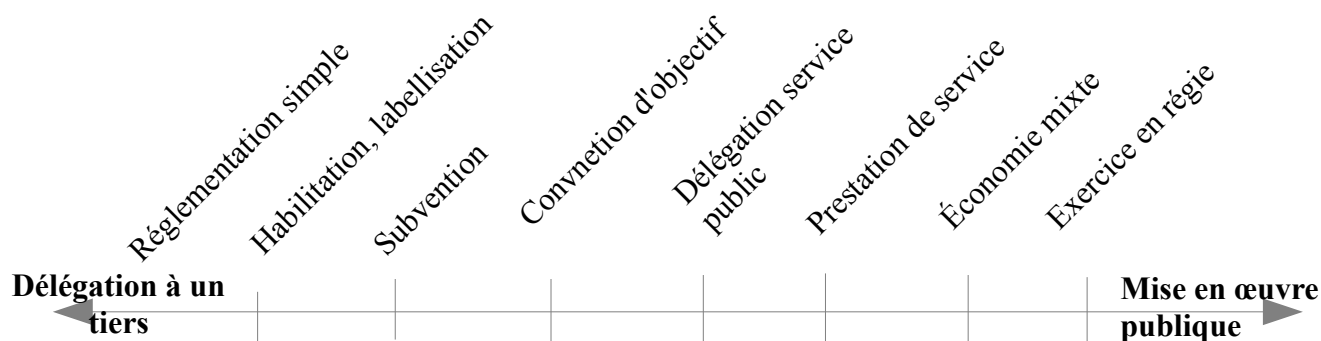 Réglementation simple
Habilitation, labellisation
Subvention
Convnetion d'objectif
Délégation service
public
Prestation de service
Économie mixte
Exercice en régie
Délégation à un
tiers
Mise en œuvre
publique